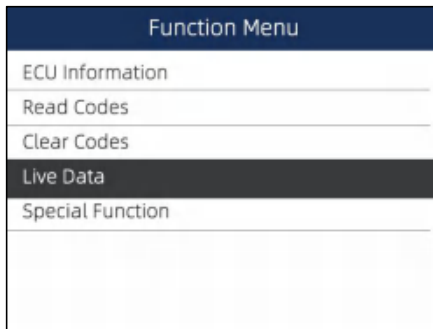 Function Menu
ECU Information
Read Codes
Clear Codes
Live Data
Special Function